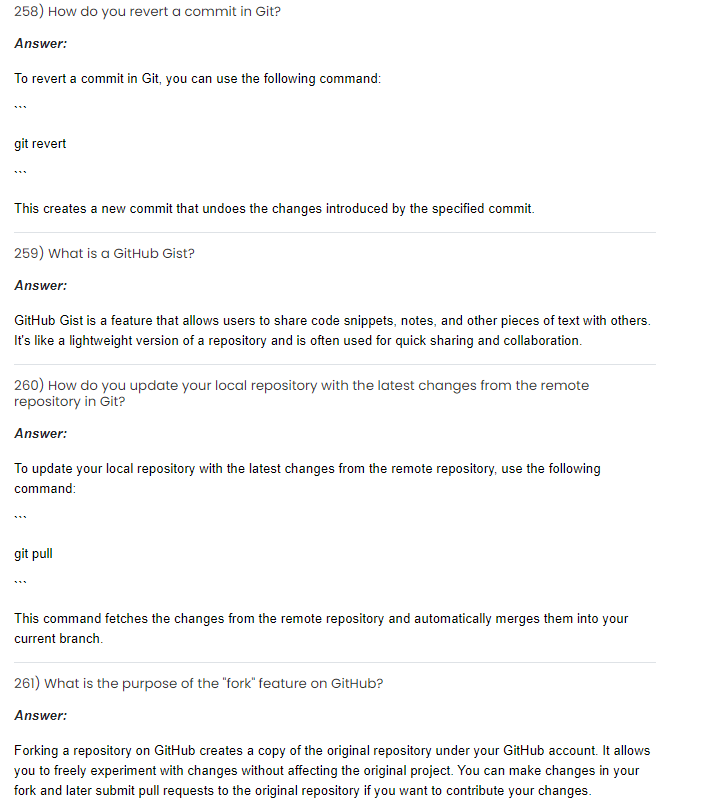 258) How do you revert a commit in Git?
Answer:
To revert a commit in Git, you can use the following command:
```
git revert
```
This creates a new commit that undoes the changes introduced by the specified commit.
259) What is a GitHub Gist?
Answer:
GitHub Gist is a feature that allows users to share code snippets, notes, and other pieces of text with others.
It's like a lightweight version of a repository and is often used for quick sharing and collaboration.
260) How do you update your local repository with the latest changes from the remote
repository in Git?
Answer:
To update your local repository with the latest changes from the remote repository, use the following
command:
```
git pull
```
This command fetches the changes from the remote repository and automatically merges them into your
current branch.
261) What is the purpose of the "fork" feature on GitHub?
Answer:
Forking a repository on GitHub creates a copy of the original repository under your GitHub account. It allows
you to freely experiment with changes without affecting the original project. You can make changes in your
fork and later submit pull requests to the original repository if you want to contribute your changes.